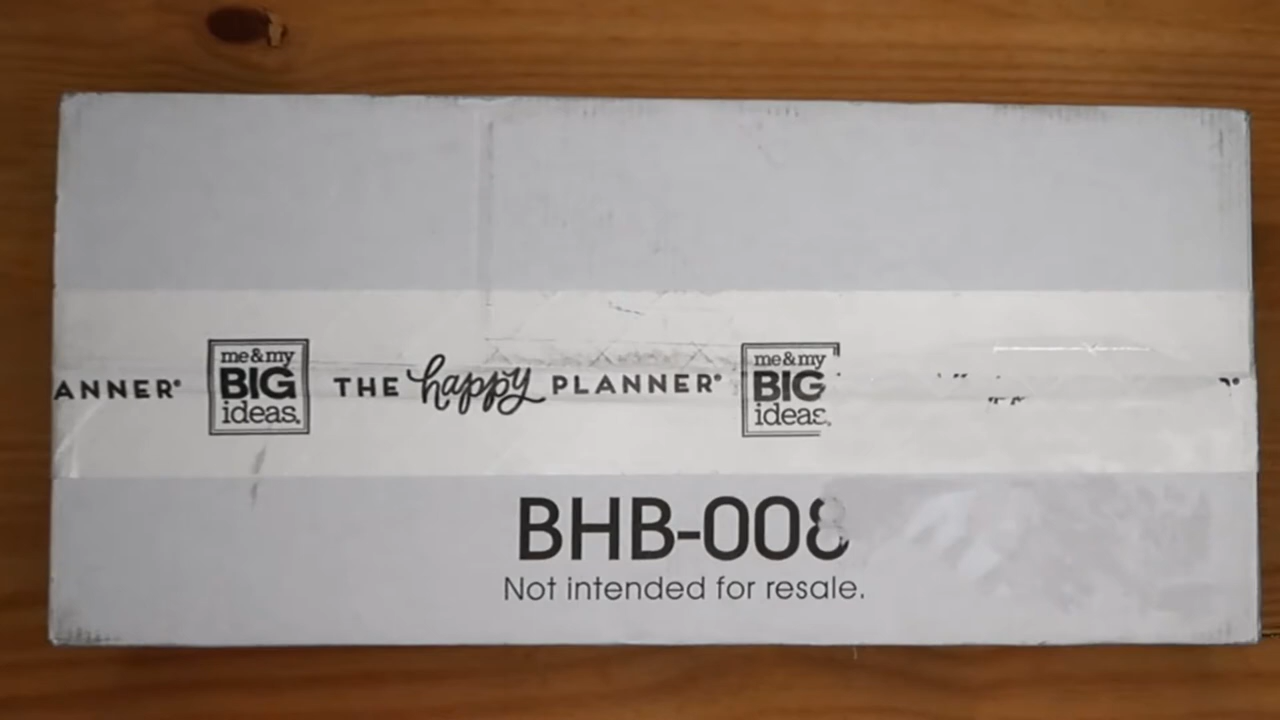 ANNER®
me&my
BIG
ideas.
THE happy PLANNER®
me&my
BIG
ideas.
BHB-008
Not intended for resale.